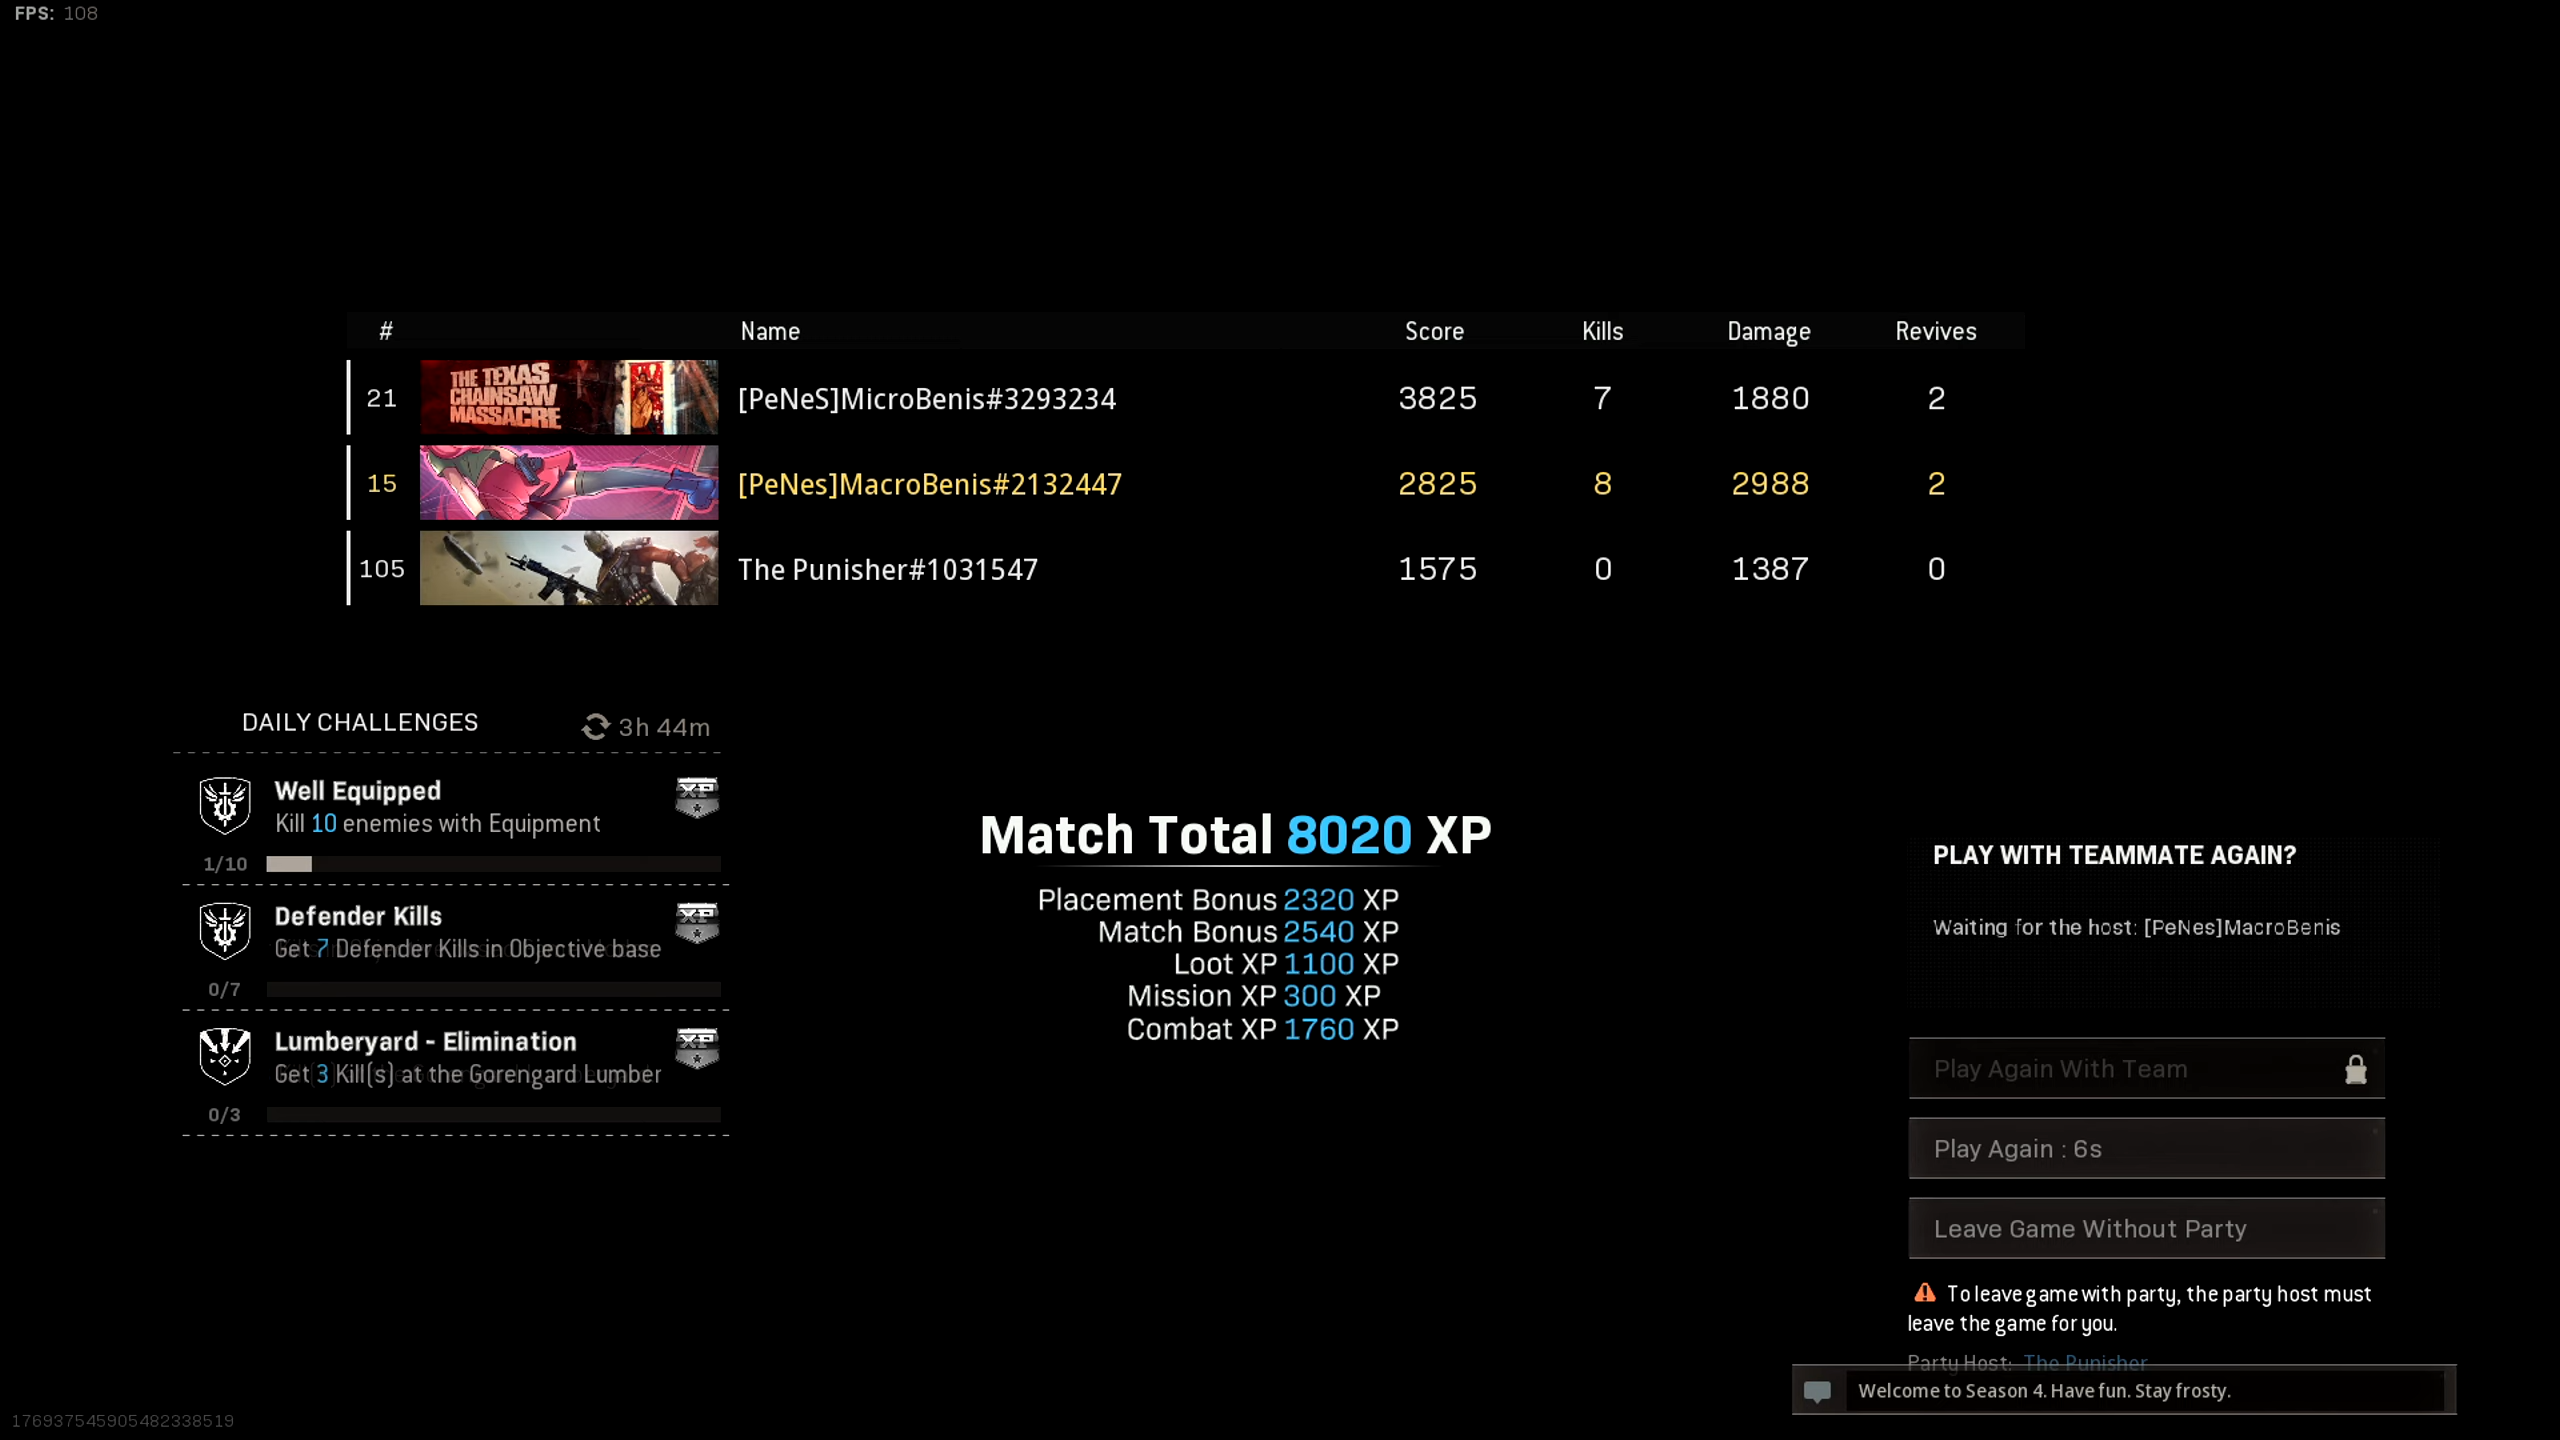 FPS: 108
# Name Score Kills Damage Revives
THE TEXAS
CHAINSAW
MASSACRE
21 [PeNeS]MicroBenis#3293234 3825 7 1880 2
15 [PeNes]MacroBenis#2132447 2825 8 2988 2
105 The Punisher#1031547 1575 0 1387 0
DAILY CHALLENGES 3h 44m
Well Equipped XP
Kill 10 enemies with Equipment
1/10
Defender Kills XP
Get 7 Defender Kills in Objective base
0/7
Lumberyard - Elimination XP
Get 3 Kill(s) at the Gorengard Lumber
0/3
Match Total 8020 XP
Placement Bonus 2320 XP
Match Bonus 2540 XP
Loot XP 1100 XP
Mission XP 300 XP
Combat XP 1760 XP
PLAY WITH TEAMMATE AGAIN?
Waiting for the host: [PeNes]MacroBenis
Play Again With Team
Play Again : 6s
Leave Game Without Party
To leave game with party, the party host must
leave the game for you.
Party Host: The Punisher
Welcome to Season 4. Have fun. Stay frosty.
176937545905482338519